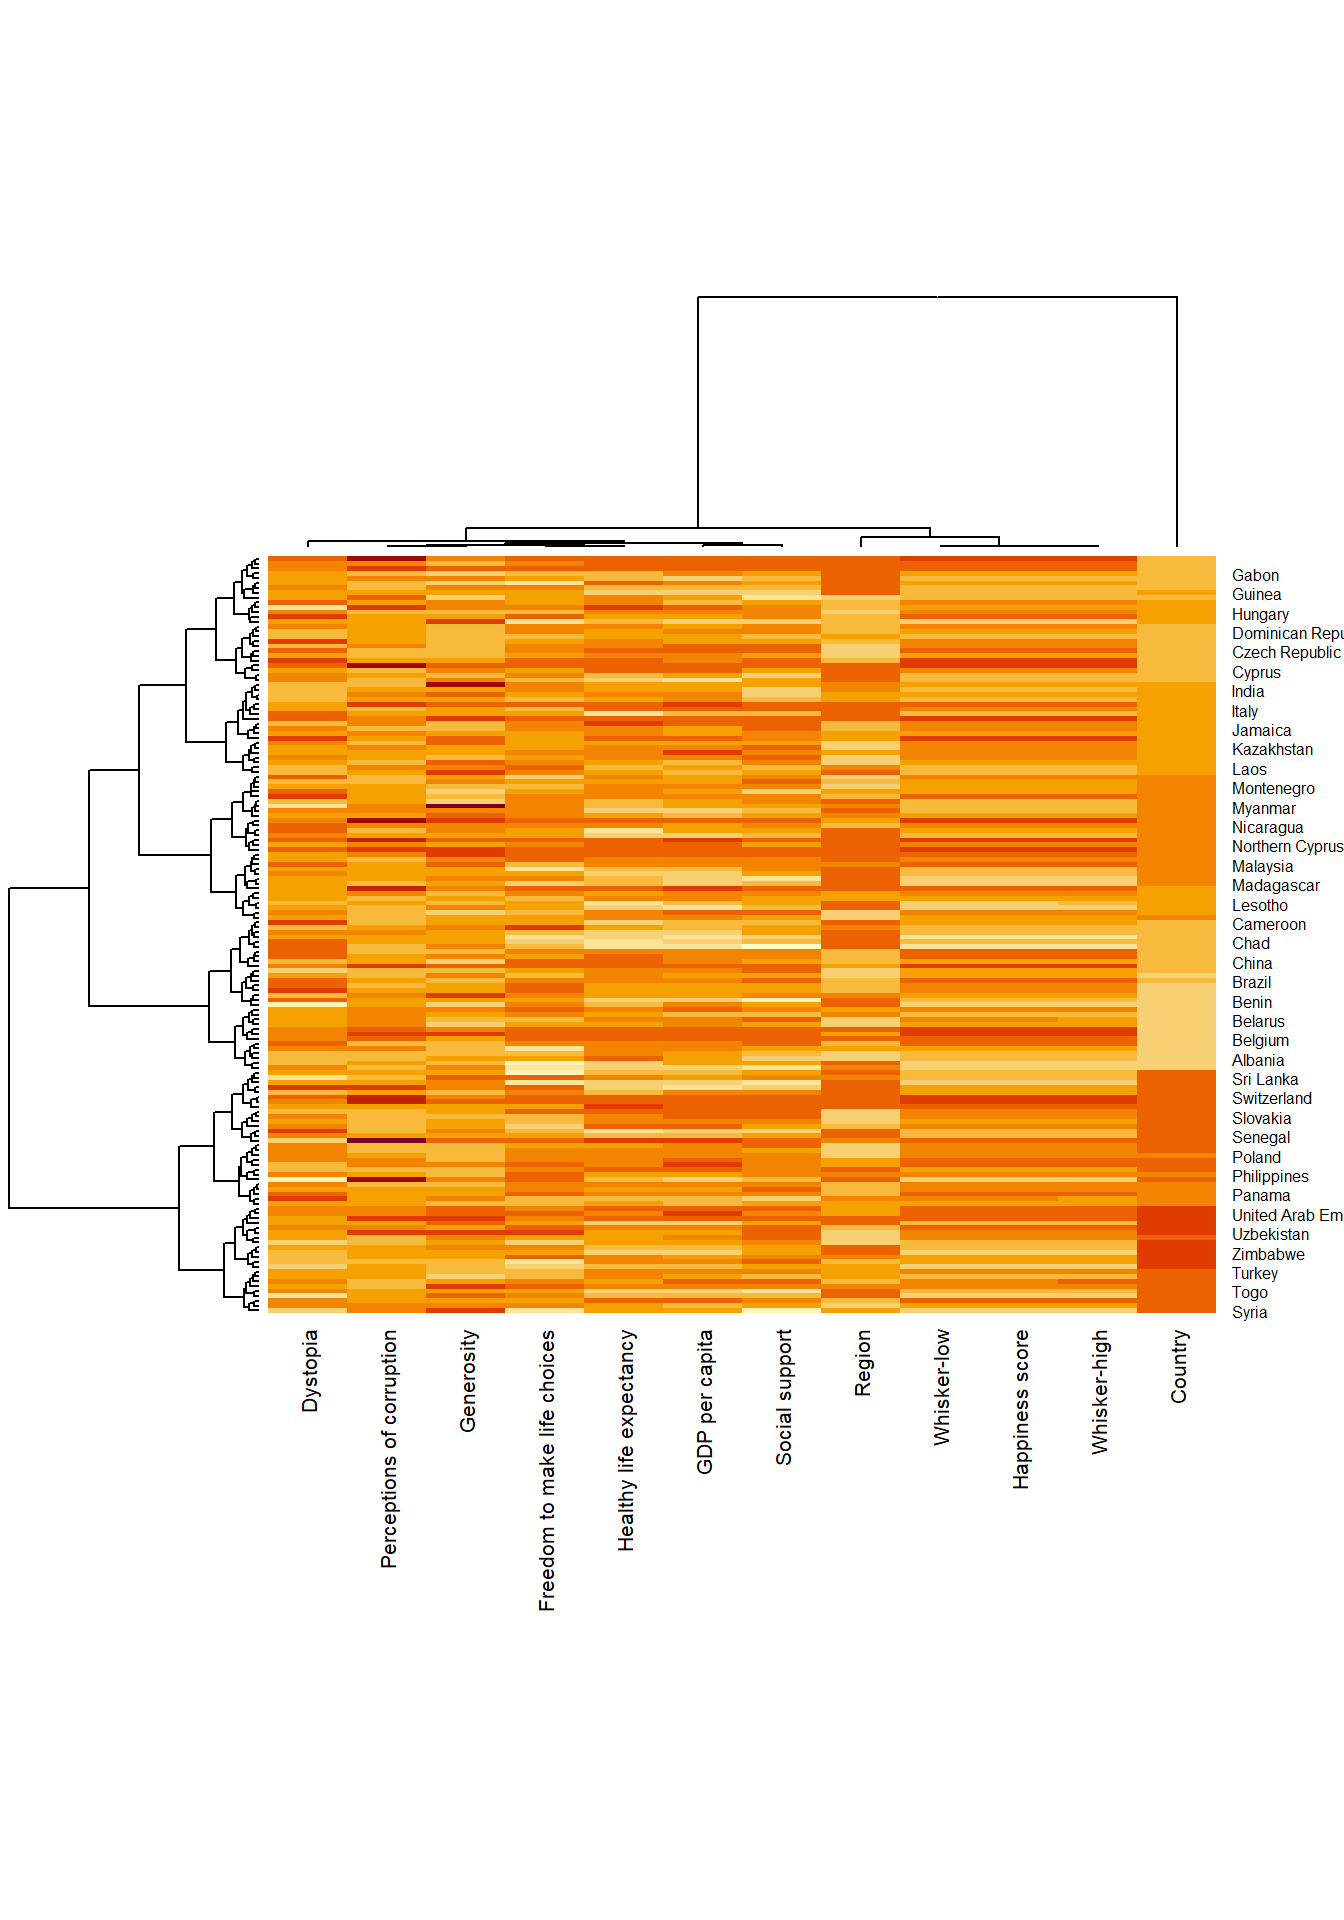 Gabon
Guinea
Hungary
Dominican Repu
Czech Republic
Cyprus
India
Italy
Jamaica
Kazakhstan
Laos
Montenegro
Myanmar
Nicaragua
Northern Cyprus
Malaysia
Madagascar
Lesotho
Cameroon
Chad
China
Brazil
Benin
Belarus
Belgium
Albania
Sri Lanka
Switzerland
Slovakia
Senegal
Poland
Philippines
Panama
United Arab Em
Uzbekistan
Zimbabwe
Turkey
Togo
Syria
Dystopia
Perceptions of corruption
Generosity
Freedom to make life choices
Healthy life expectancy
GDP per capita
Social support
Region
Whisker-low
Happiness score
Whisker-high
Country